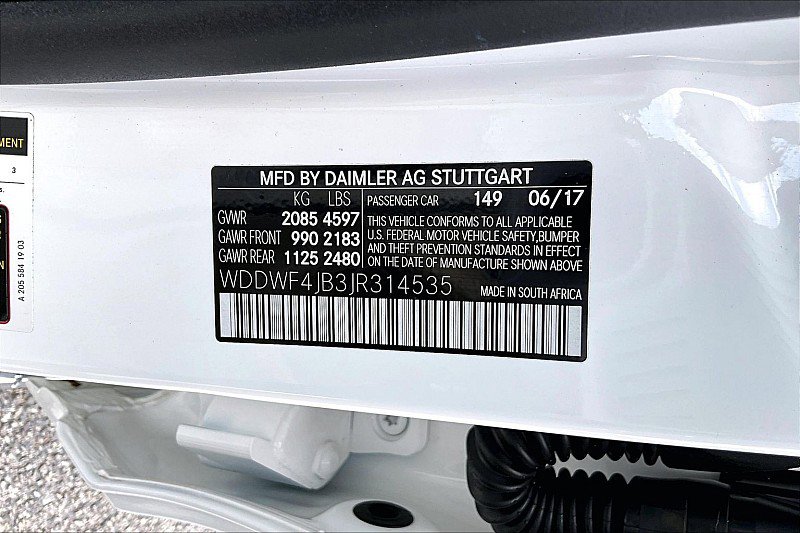 MENT
3
s.
A 205 584 19 03
MFD BY DAIMLER AG STUTTGART
KG LBS PASSENGER CAR 149 06/17
GVWR 2085 4597
GAWR FRONT 990 2183
GAWR REAR 1125 2480
THIS VEHICLE CONFORMS TO ALL APPLICABLE
U.S. FEDERAL MOTOR VEHICLE SAFETY,BUMPER
AND THEFT PREVENTION STANDARDS IN EFFECT
ON THE DATE OF MANUFACTURE SHOWN ABOVE
WDDWF4JB3JR314535
MADE IN SOUTH AFRICA